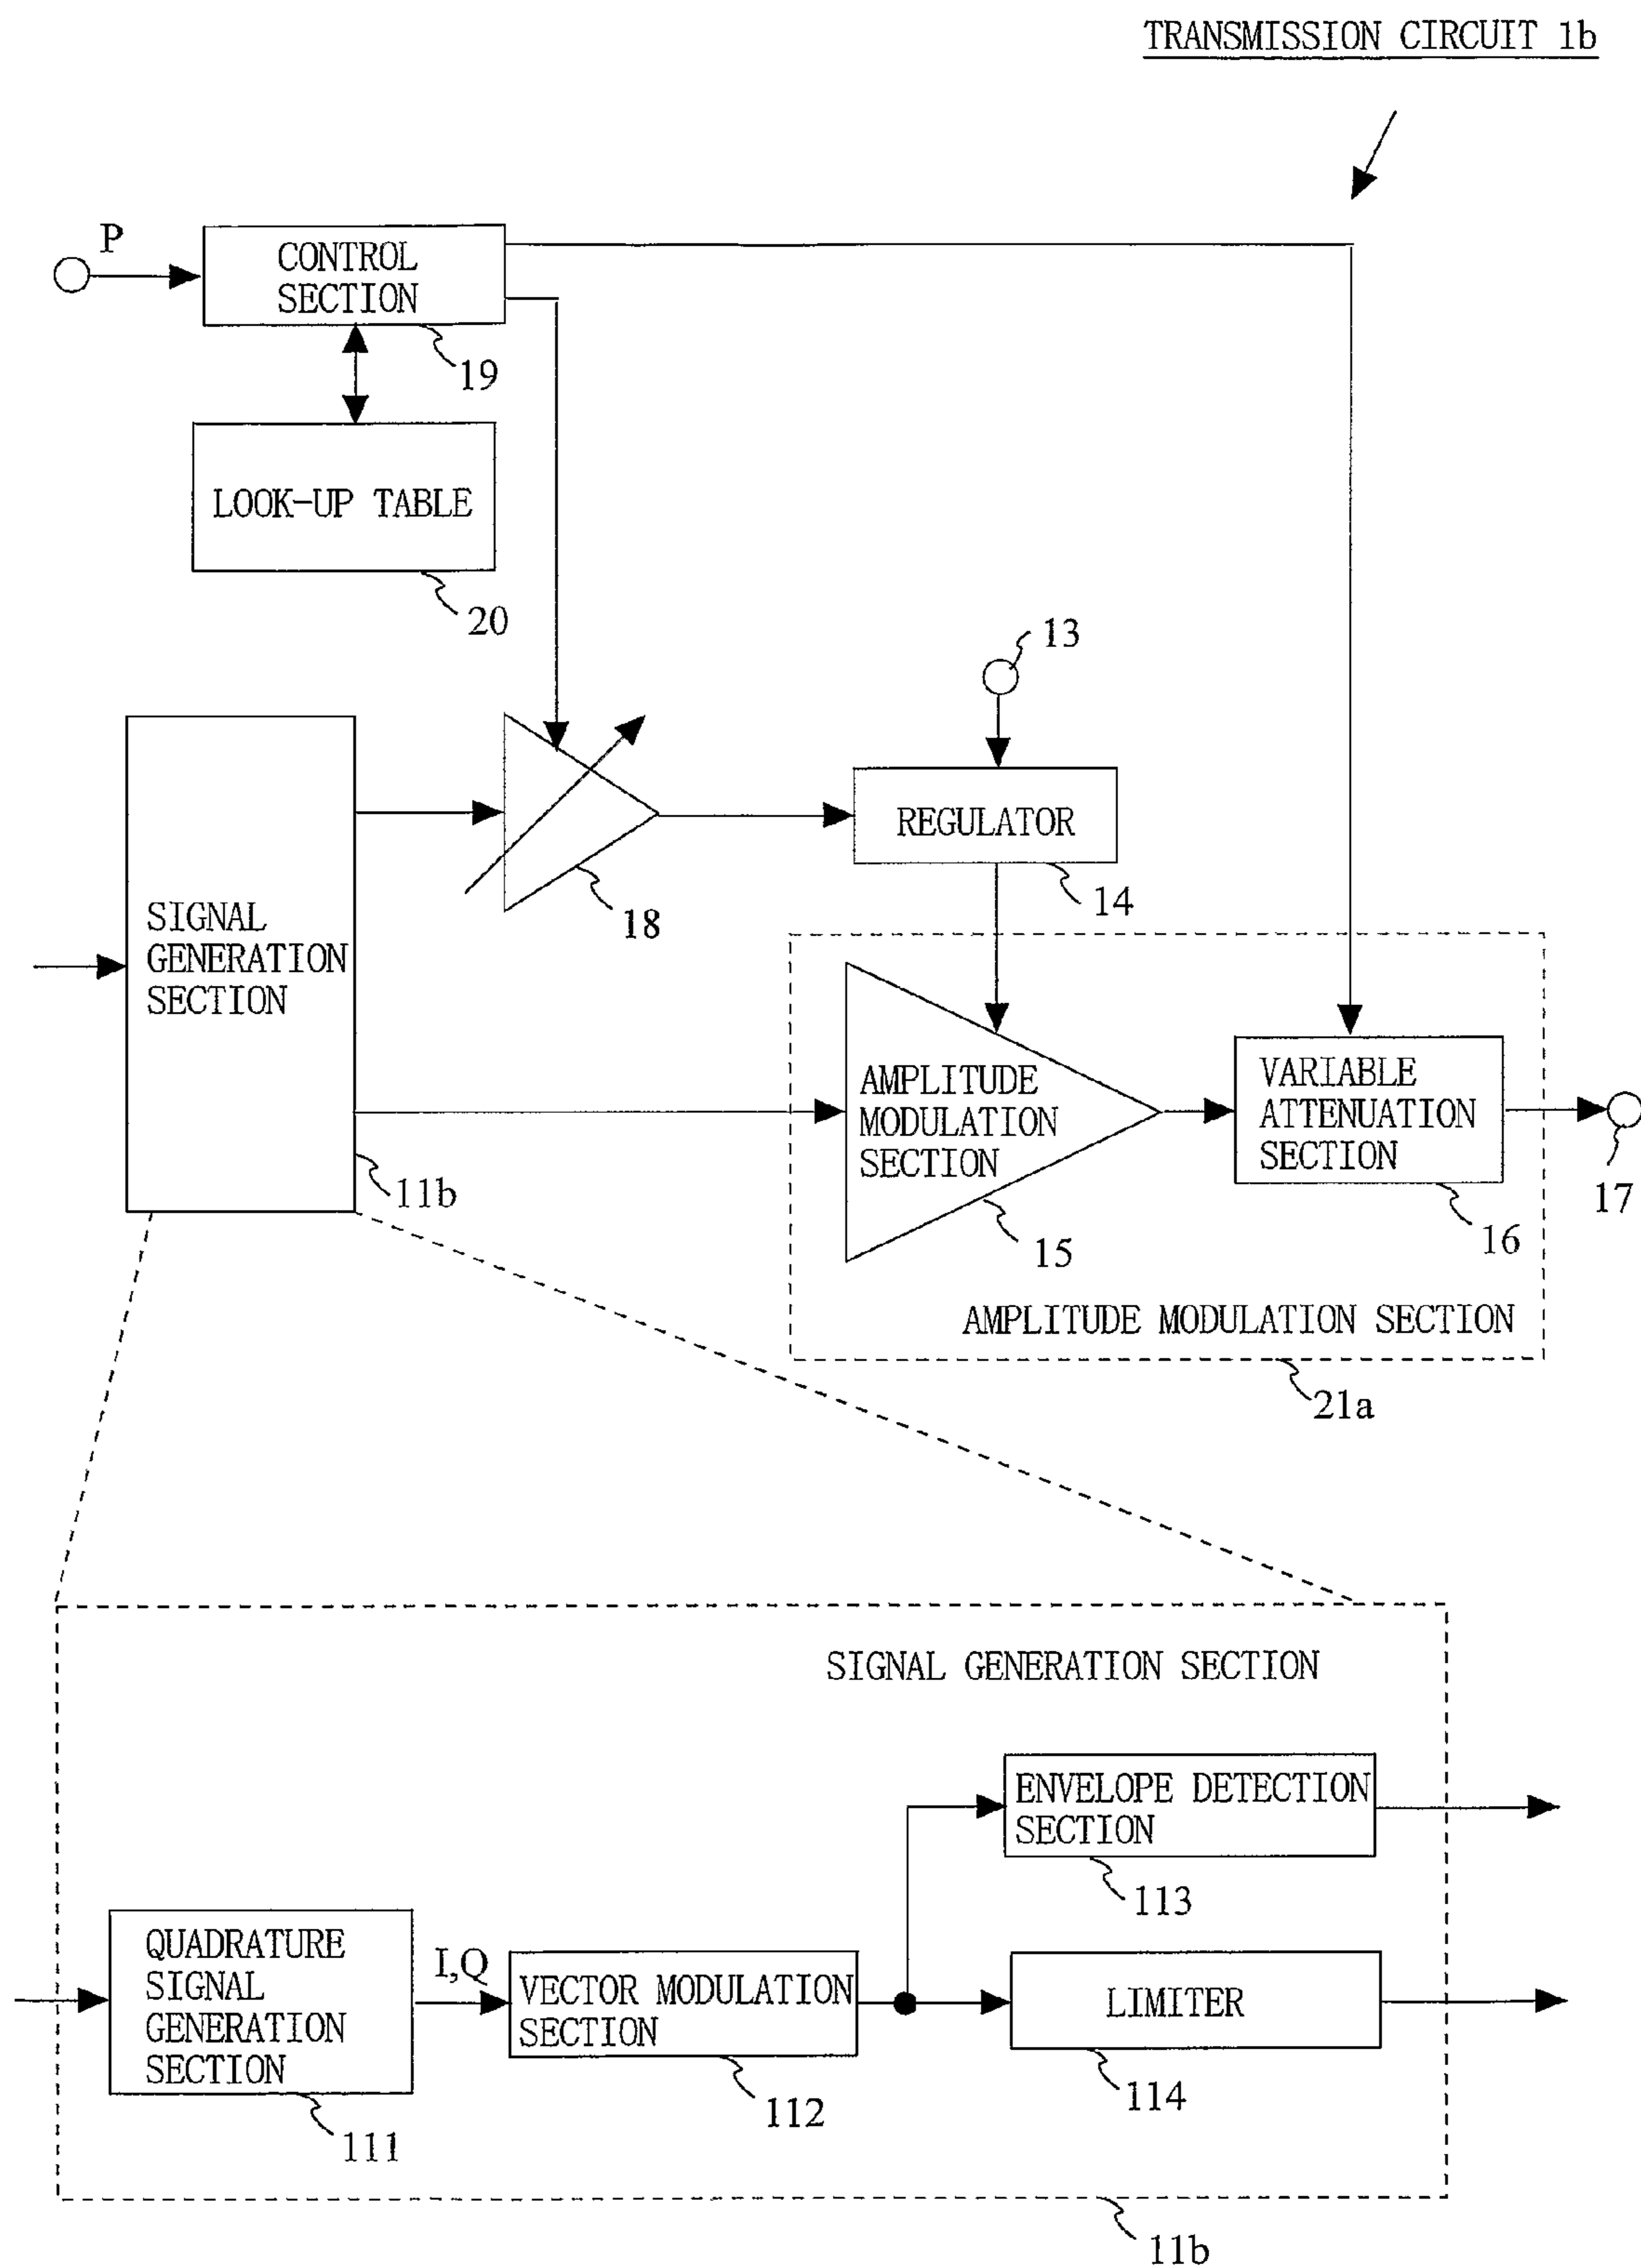 TRANSMISSION CIRCUIT 1b
P
CONTROL
SECTION
19
LOOK-UP TABLE
20
13
REGULATOR
14
18
SIGNAL
GENERATION
SECTION
11b
AMPLITUDE
MODULATION
SECTION
15
VARIABLE
ATTENUATION
SECTION
16
17
AMPLITUDE MODULATION SECTION
21a
SIGNAL GENERATION SECTION
ENVELOPE DETECTION
SECTION
113
QUADRATURE
SIGNAL
GENERATION
SECTION
111
I,Q
VECTOR MODULATION
SECTION
112
LIMITER
114
11b